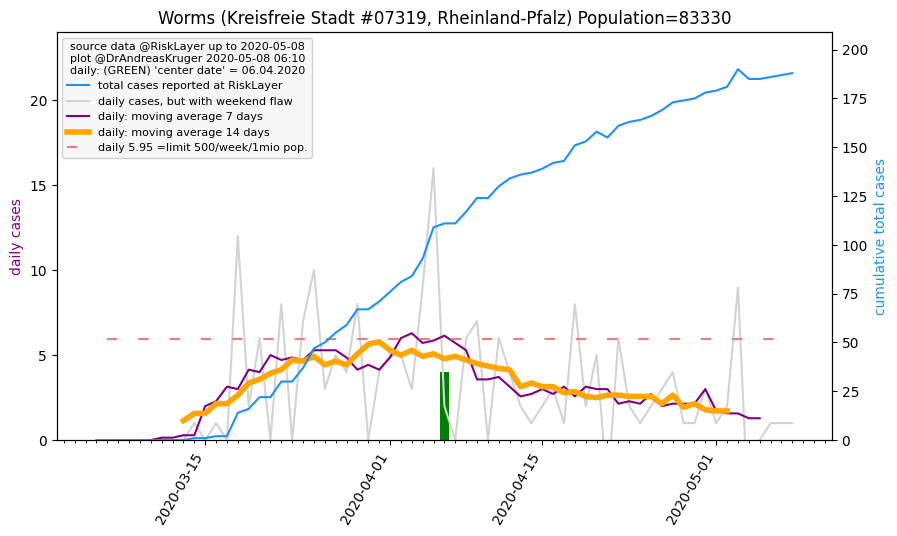 Worms (Kreisfreie Stadt #07319, Rheinland-Pfalz) Population=83330
source data @RiskLayer up to 2020-05-08
plot @DrAndreasKruger 2020-05-08 06:10
daily: (GREEN) 'center date' = 06.04.2020
total cases reported at RiskLayer
daily cases, but with weekend flaw
daily: moving average 7 days
daily: moving average 14 days
daily 5.95 =limit 500/week/1mio pop.
daily cases
0
5
10
15
20
cumulative total cases
0
25
50
75
100
125
150
175
200
2020-03-15
2020-04-01
2020-04-15
2020-05-01